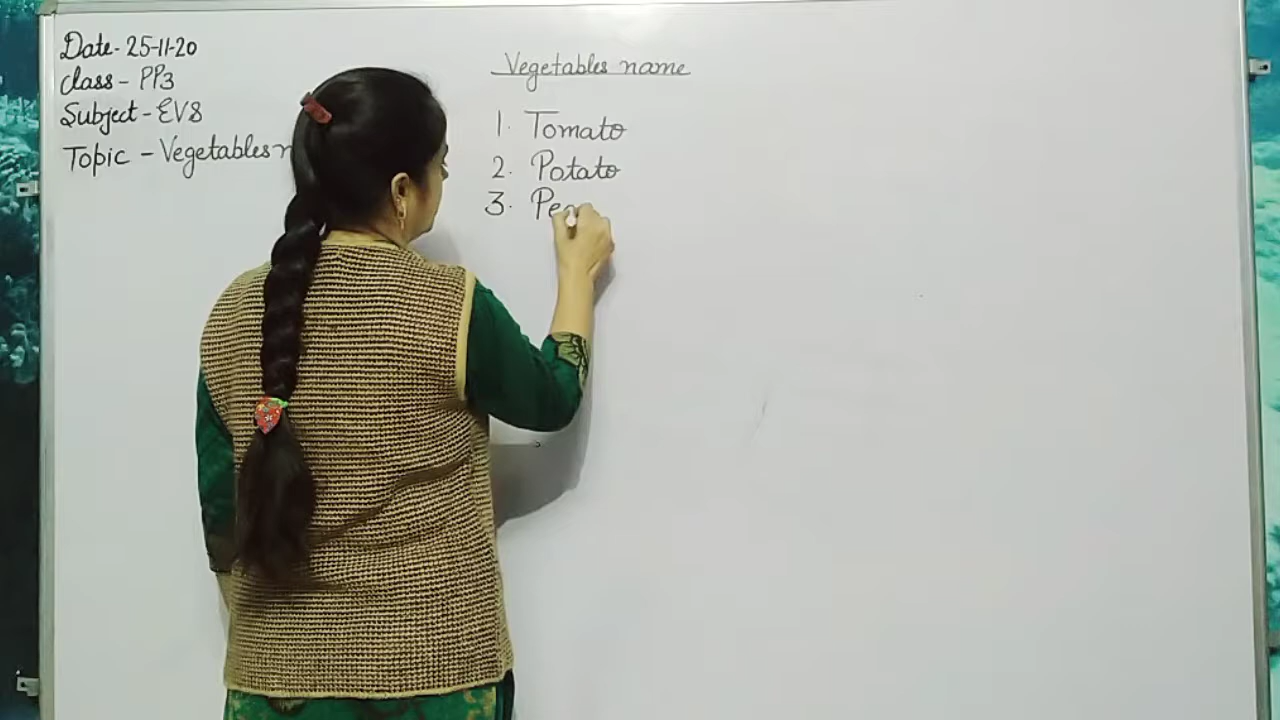 Date- 25-11-20
Class - PP3
Subject - EVS
Topic - Vegetables n
Vegetables name
1. Tomato
2. Potato
3. Pe